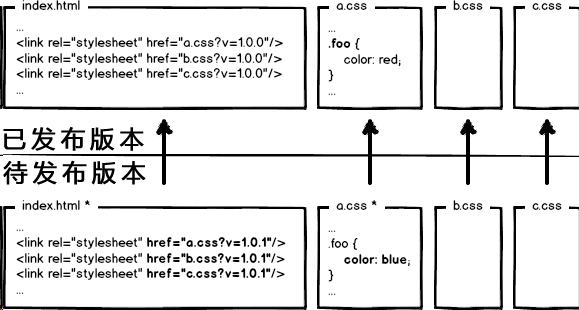 index.html
...
<link rel="stylesheet" href="a.css?v=1.0.0"/>
<link rel="stylesheet" href="b.css?v=1.0.0"/>
<link rel="stylesheet" href="c.css?v=1.0.0"/>
...
a.css
...
.foo {
color: red;
}
...
b.css
c.css
已发布版本
待发布版本
index.html *
...
<link rel="stylesheet" href="a.css?v=1.0.1"/>
<link rel="stylesheet" href="b.css?v=1.0.1"/>
<link rel="stylesheet" href="c.css?v=1.0.1"/>
...
a.css *
...
.foo {
color: blue;
}
...
b.css
c.css